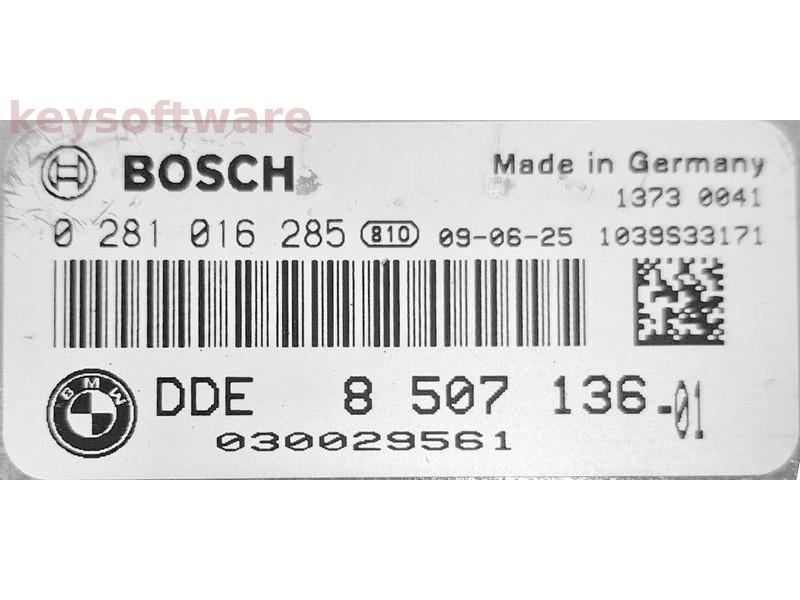 keysoftware
BOSCH Made in Germany
1373 0041
0 281 016 285 810 09-06-25 1039S33171
BMW DDE 8 507 136-01
030029561